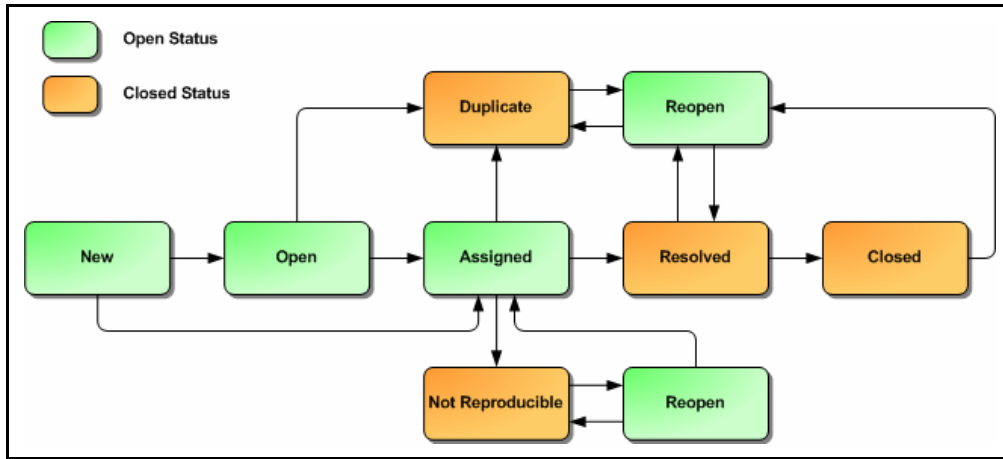 Open Status
Closed Status
Duplicate
Reopen
New
Open
Assigned
Resolved
Closed
Not Reproducible
Reopen